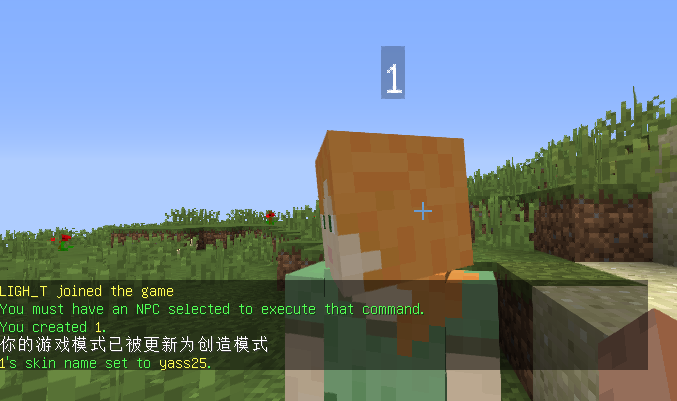 1
LIGH_T joined the game
You must have an NPC selected to execute that command.
You created 1.
你的游戏模式已被更新为创造模式
1's skin name set to yass25.